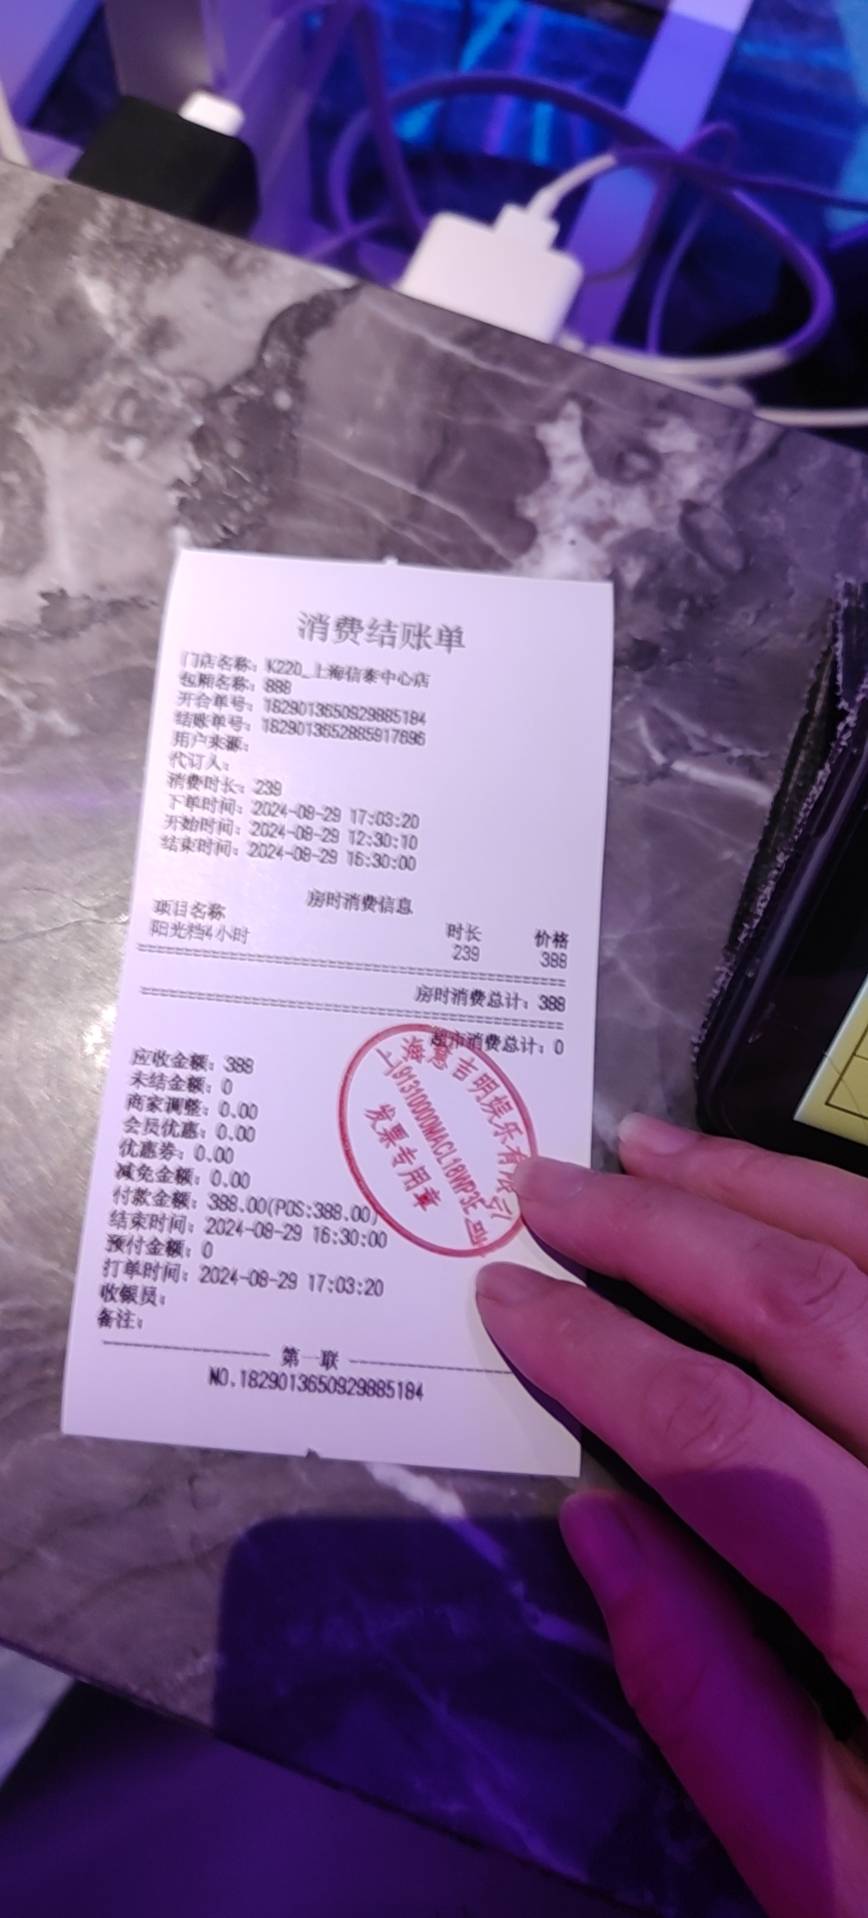 消费结账单
门店名称：K220_上海信泰中心店
包厢名称：888
开台单号：1829013650929885184
结账单号：1829013652885917696
用户来源：
代订人：
消费时长：239
下单时间：2024-08-29 17:03:20
开始时间：2024-08-29 12:30:10
结束时间：2024-08-29 16:30:00
房时消费信息
项目名称 时长 价格
阳光档4小时 239 388
房时消费总计：388
超市消费总计：0
应收金额：388
未结金额：0
商家调整：0.00
会员优惠：0.00
优惠券：0.00
减免金额：0.00
付款金额：388.00(POS:388.00)
结束时间：2024-08-29 16:30:00
预付金额：0
打单时间：2024-08-29 17:03:20
收银员：
备注：
第一联
NO.1829013650929885184
吉明娱乐有限公司
91310000MACL18WP3E
发票专用章